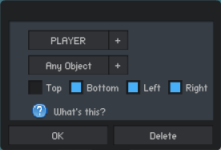 PLAYER +
Any Object +
Top Bottom Left Right
? What's this?
OK Delete